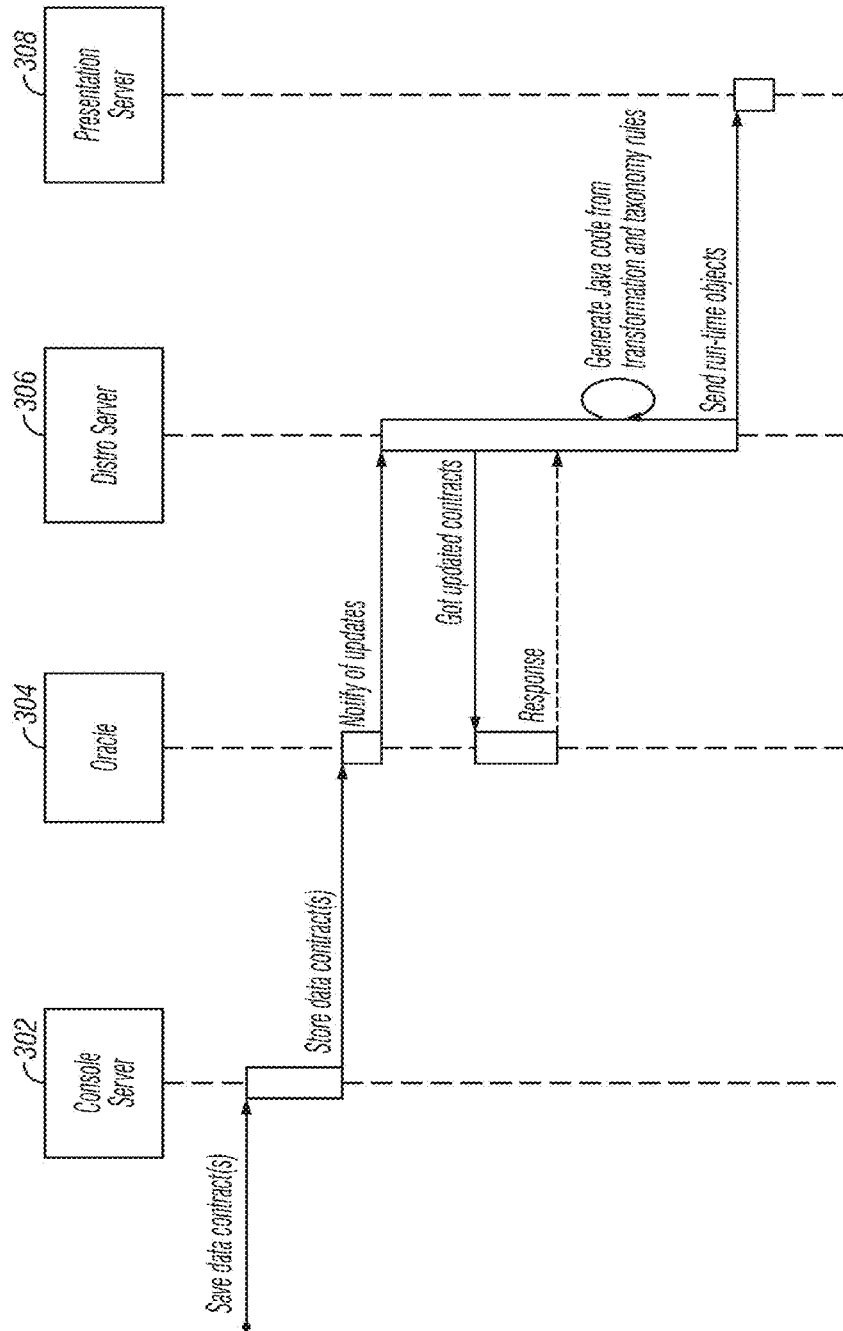 302
Console
Server
304
Oracle
306
Distro Server
308
Presentation
Server
Save data contract(s)
Store data contract(s)
Notify of updates
Got updated contracts
Response
Generate Java code from
transformation and taxonomy rules
Send run-time objects